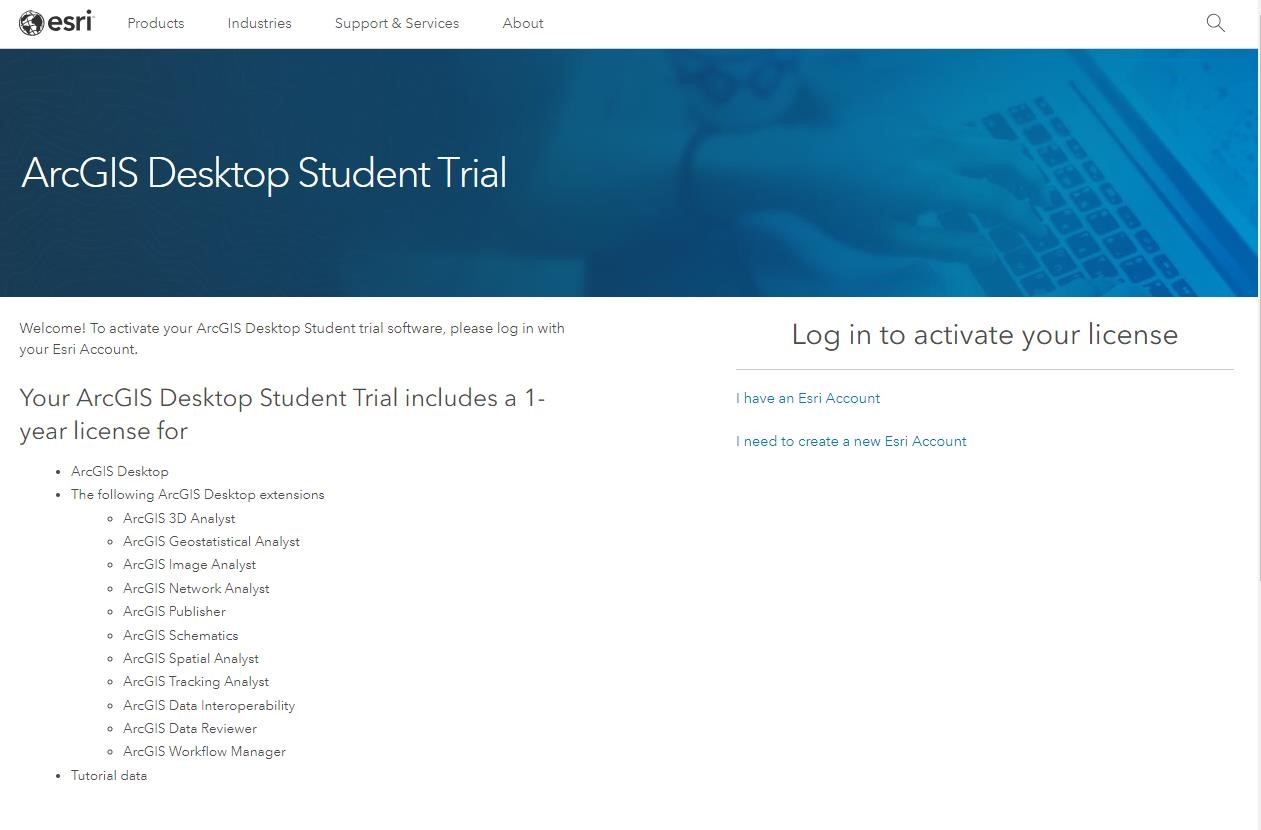 esri
Products
Industries
Support & Services
About
ArcGIS Desktop Student Trial
Welcome! To activate your ArcGIS Desktop Student trial software, please log in with
your Esri Account.
Your ArcGIS Desktop Student Trial includes a 1-
year license for
ArcGIS Desktop
The following ArcGIS Desktop extensions
ArcGIS 3D Analyst
ArcGIS Geostatistical Analyst
ArcGIS Image Analyst
ArcGIS Network Analyst
ArcGIS Publisher
ArcGIS Schematics
ArcGIS Spatial Analyst
ArcGIS Tracking Analyst
ArcGIS Data Interoperability
ArcGIS Data Reviewer
ArcGIS Workflow Manager
Tutorial data
Log in to activate your license
I have an Esri Account
I need to create a new Esri Account